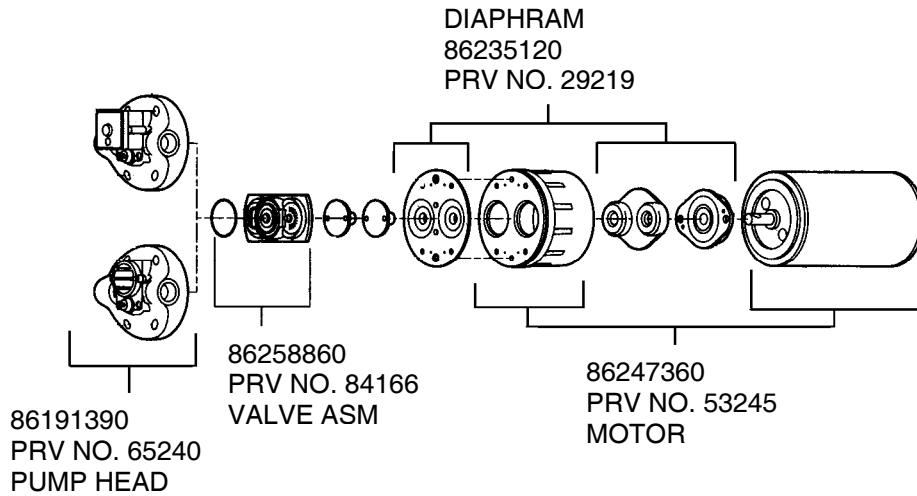 DIAPHRAM
86235120
PRV NO. 29219
86258860
PRV NO. 84166
VALVE ASM
86247360
PRV NO. 53245
MOTOR
86191390
PRV NO. 65240
PUMP HEAD